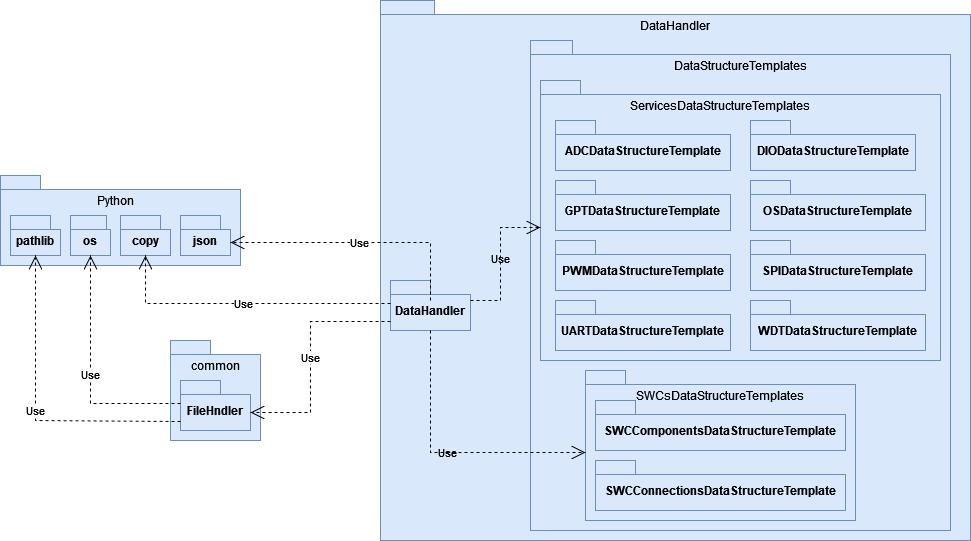 DataHandler
DataStructureTemplates
ServicesDataStructureTemplates
ADCDataStructureTemplate
DIODataStructureTemplate
GPTDataStructureTemplate
OSDataStructureTemplate
PWMDataStructureTemplate
SPIDataStructureTemplate
UARTDataStructureTemplate
WDTDataStructureTemplate
SWCsDataStructureTemplates
SWCComponentsDataStructureTemplate
SWCConnectionsDataStructureTemplate
Python
pathlib
os
copy
json
Use
Use
Use
DataHandler
Use
common
FileHndler
Use
Use
Use